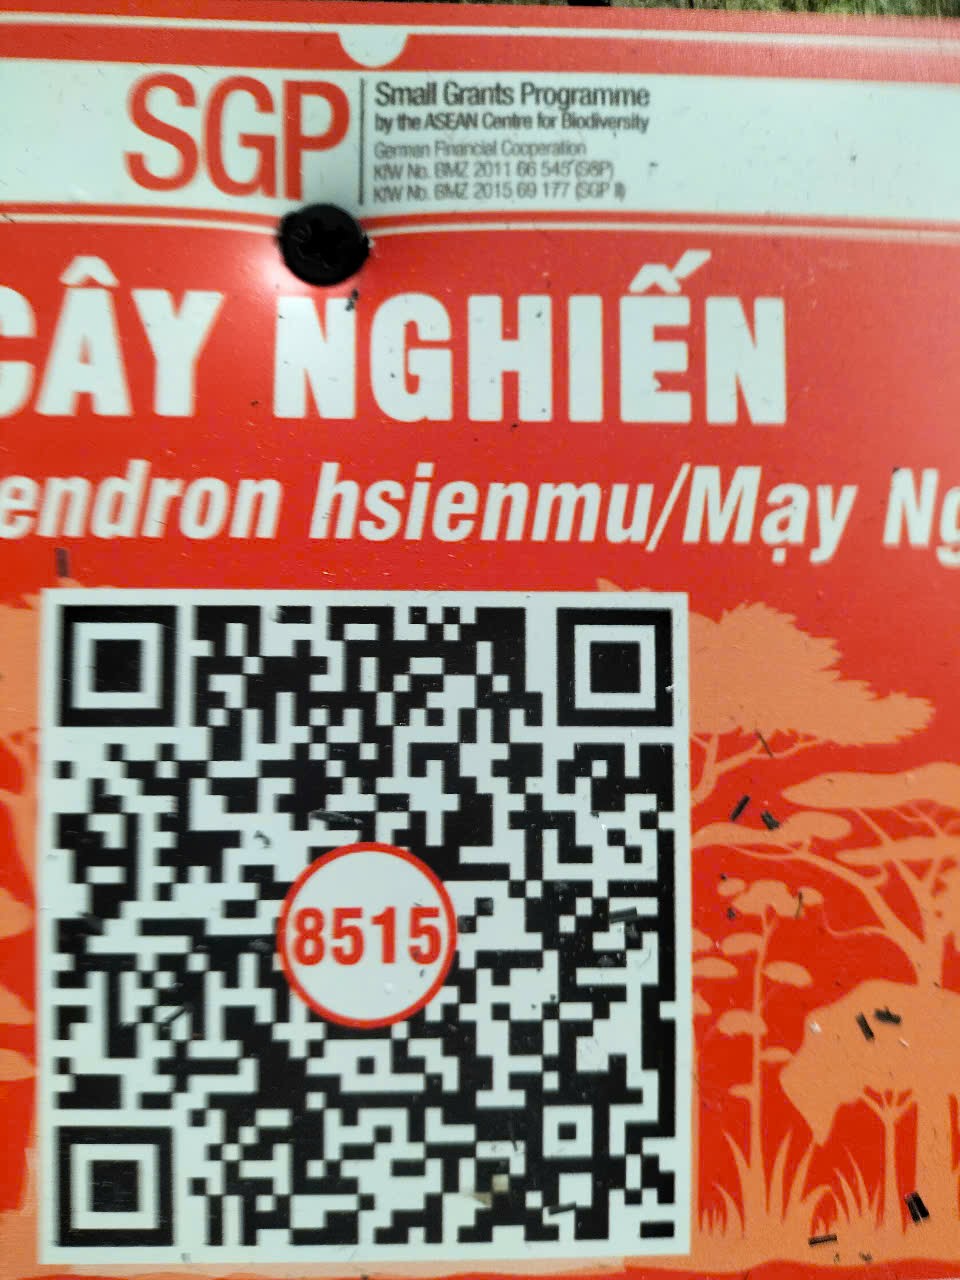 SGP
Small Grants Programme
by the ASEAN Centre for Biodiversity
German Financial Cooperation
KfW No. BMZ 2011 66 545 (SGP)
KfW No. BMZ 2015 69 177 (SGP II)
CÂY NGHIẾN
endron hsienmu/Mạy Ng
8515